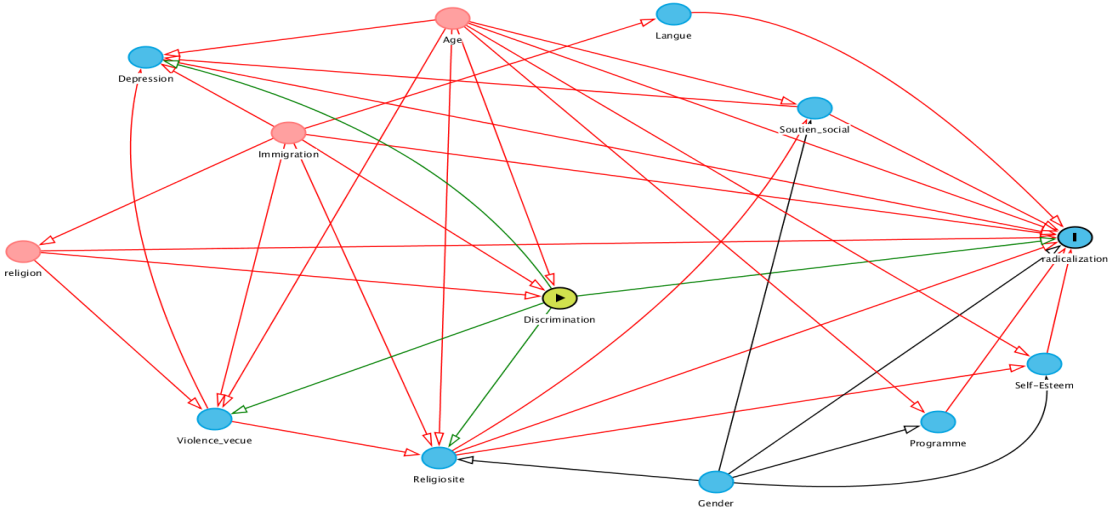 Age
Langue
Depression
Soutien_social
Immigration
radicalization
religion
Discrimination
Self-Esteem
Violence_vecue
Programme
Religiosite
Gender